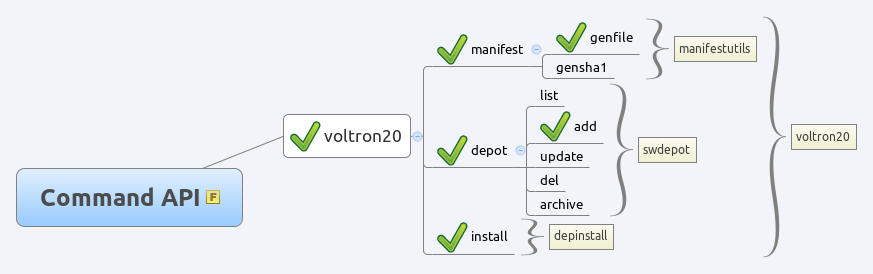 Command API F
voltron20
manifest
genfile
gensha1
manifestutils
depot
list
add
update
del
archive
swdepot
install
depinstall
voltron20